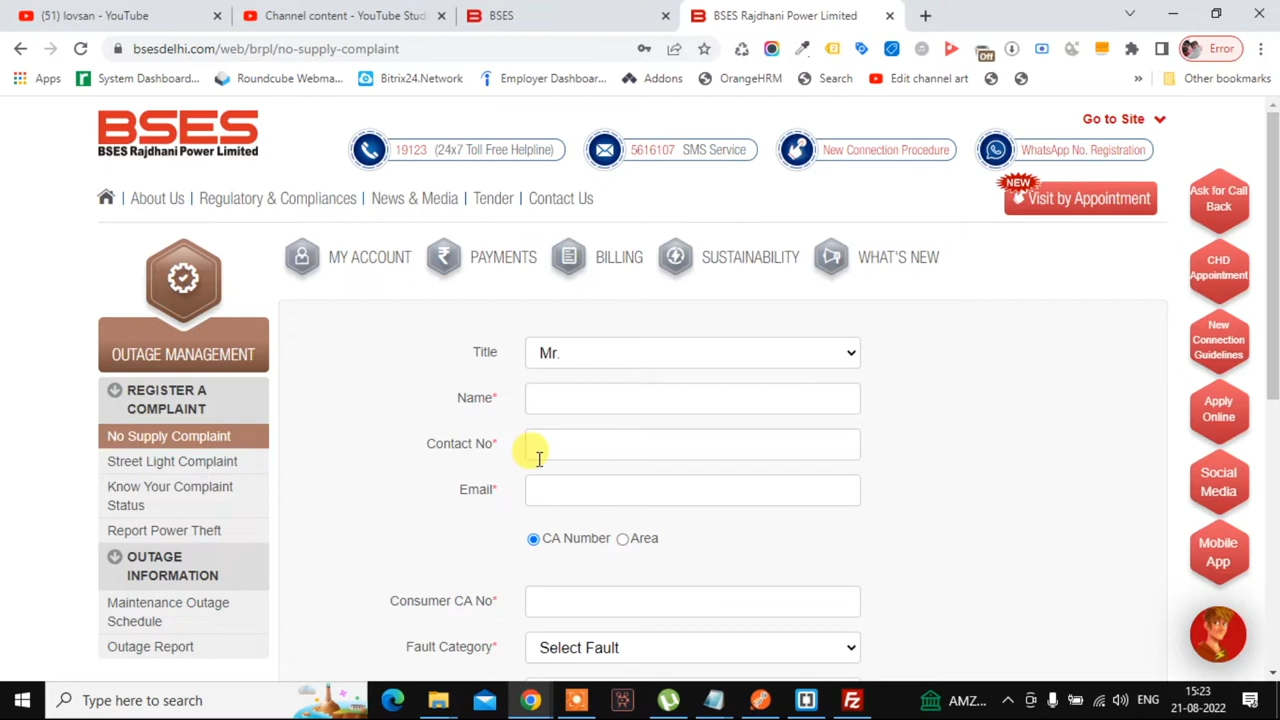 (51) lovsan - YouTube
Channel content - YouTube Stud
BSES
BSES Rajdhani Power Limited
bsesdelhi.com/web/brpl/no-supply-complaint
Error
Off
Apps
System Dashboar...
Roundcube Webma...
Bitrix24.Network
Employer Dashboar...
Addons
OrangeHRM
Search
Edit channel art
»
Other bookmarks
BSES
BSES Rajdhani Power Limited
Go to Site
19123 (24x7 Toll Free Helpline)
5616107 SMS Service
New Connection Procedure
WhatsApp No. Registration
About Us | Regulatory & Compliances | News & Media | Tender | Contact Us
NEW
Visit by Appointment
MY ACCOUNT
PAYMENTS
BILLING
SUSTAINABILITY
WHAT'S NEW
OUTAGE MANAGEMENT
REGISTER A
COMPLAINT
No Supply Complaint
Street Light Complaint
Know Your Complaint
Status
Report Power Theft
OUTAGE
INFORMATION
Maintenance Outage
Schedule
Outage Report
Title
Mr.
Name*
Contact No*
Email*
CA Number
Area
Consumer CA No*
Fault Category*
Select Fault
Ask for Call
Back
CHD
Appointment
New
Connection
Guidelines
Apply
Online
Social
Media
Mobile
App
Type here to search
AMZ...
ENG
15:23
21-08-2022